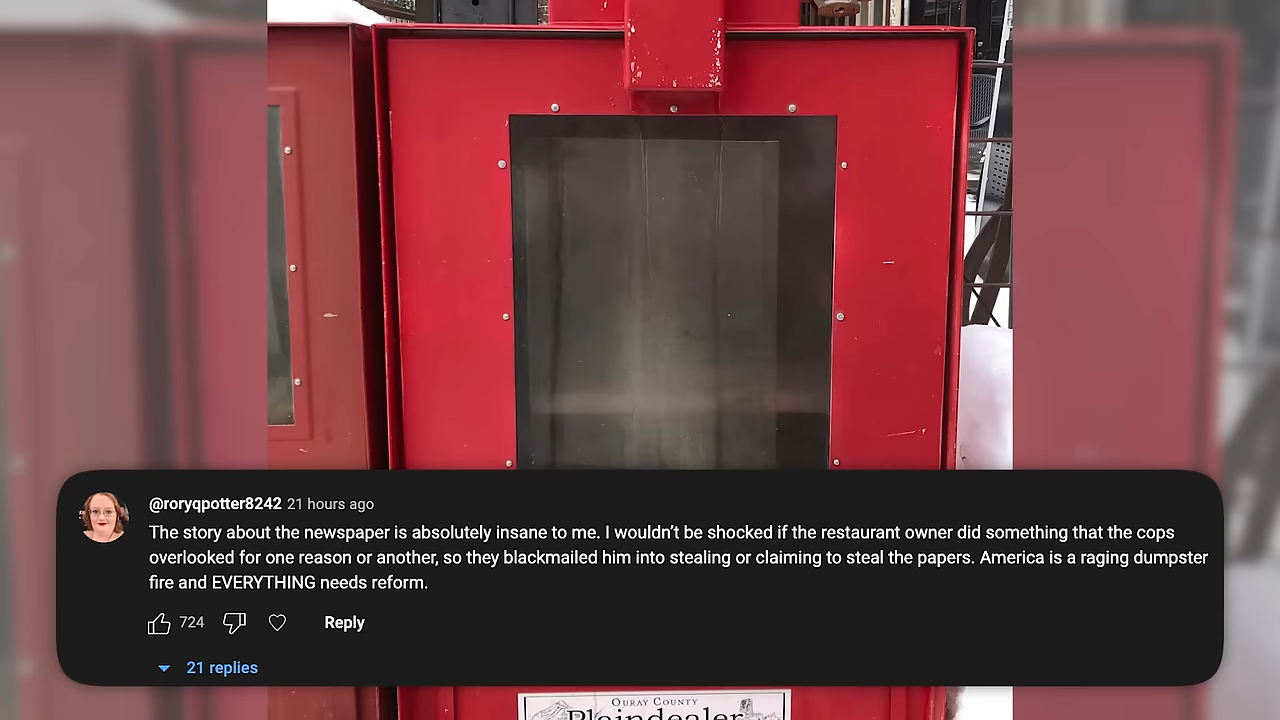 @roryqpotter8242 21 hours ago
The story about the newspaper is absolutely insane to me. I wouldn’t be shocked if the restaurant owner did something that the cops
overlooked for one reason or another, so they blackmailed him into stealing or claiming to steal the papers. America is a raging dumpster
fire and EVERYTHING needs reform.
724 Reply
21 replies
OURAY COUNTY
Plaindealer